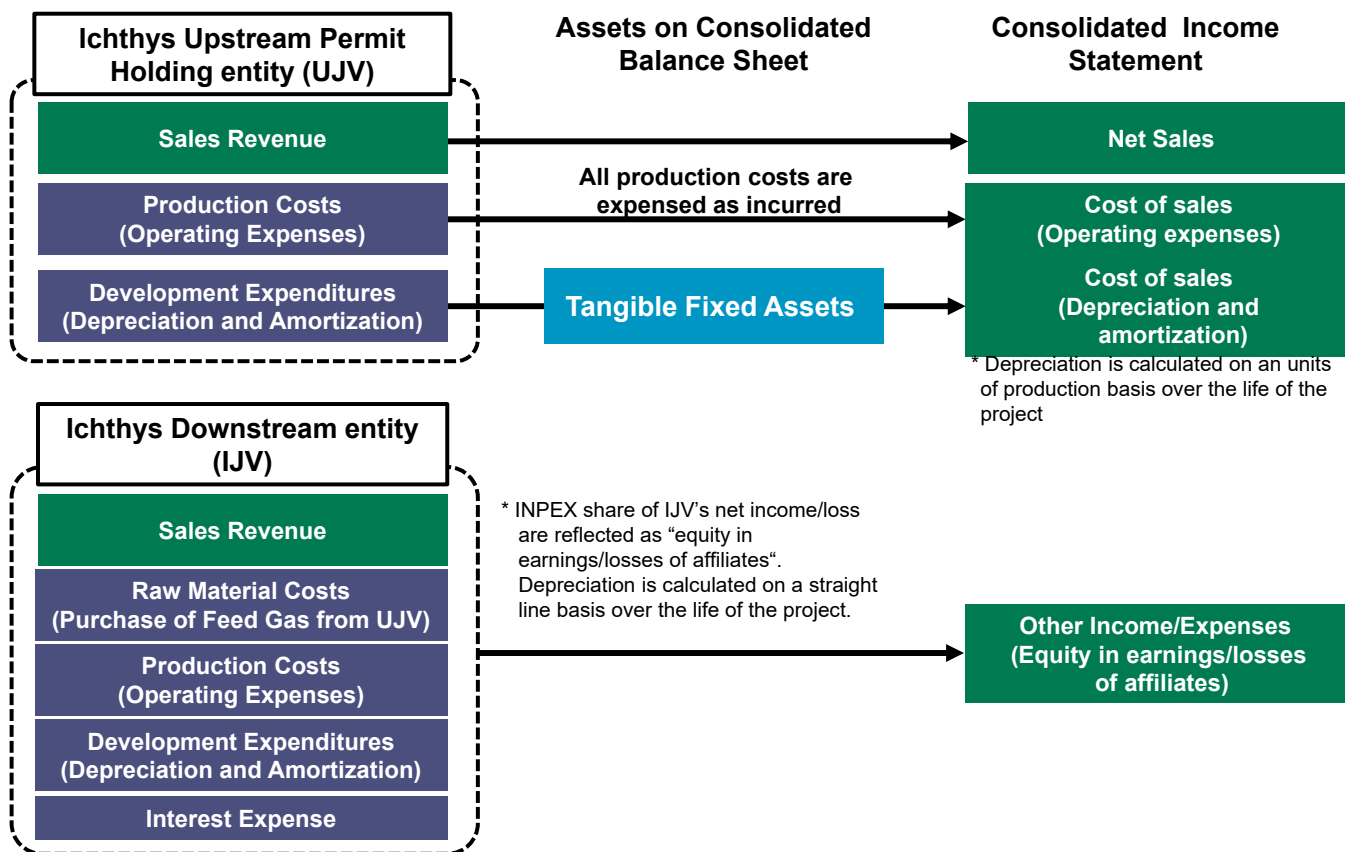 Ichthys Upstream Permit
Holding entity (UJV)
Assets on Consolidated
Balance Sheet
Consolidated Income
Statement
Sales Revenue
Net Sales
Production Costs
(Operating Expenses)
All production costs are
expensed as incurred
Cost of sales
(Operating expenses)
Development Expenditures
(Depreciation and Amortization)
Tangible Fixed Assets
Cost of sales
(Depreciation and
amortization)
* Depreciation is calculated on an units
of production basis over the life of the
project
Ichthys Downstream entity
(IJV)
Sales Revenue
Raw Material Costs
(Purchase of Feed Gas from UJV)
Production Costs
(Operating Expenses)
Development Expenditures
(Depreciation and Amortization)
Interest Expense
* INPEX share of IJV’s net income/loss
are reflected as “equity in
earnings/losses of affiliates“.
Depreciation is calculated on a straight
line basis over the life of the project.
Other Income/Expenses
(Equity in earnings/losses
of affiliates)